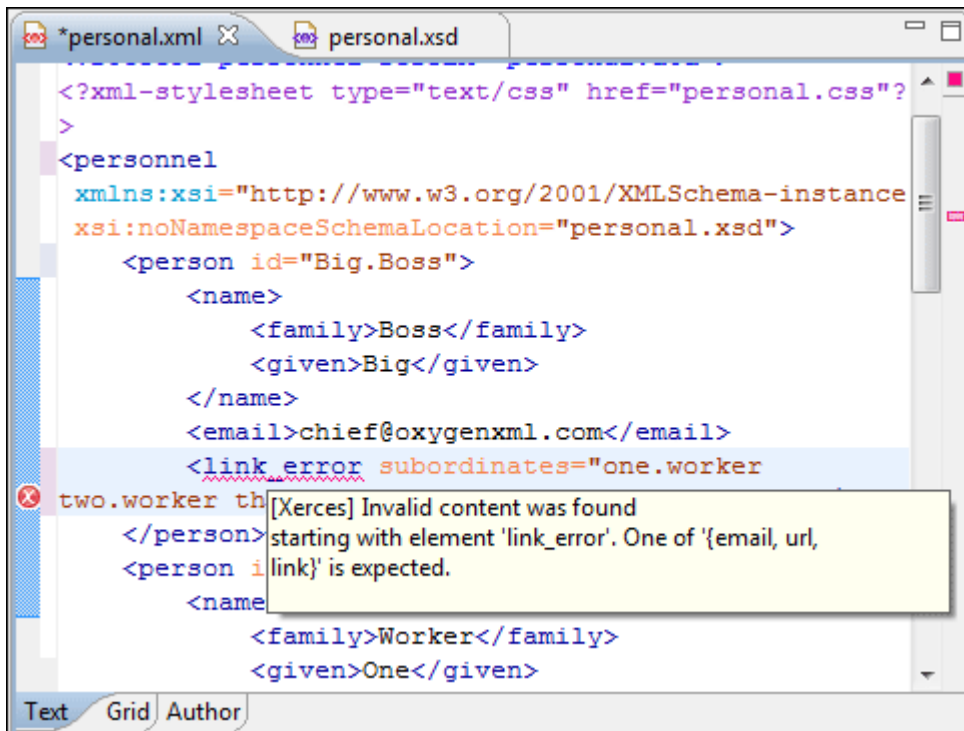 *personal.xml personal.xsd
<?xml-stylesheet type="text/css" href="personal.css"?
>
<personnel
xmlns:xsi="http://www.w3.org/2001/XMLSchema-instance
xsi:noNamespaceSchemaLocation="personal.xsd">
<person id="Big.Boss">
<name>
<family>Boss</family>
<given>Big</given>
</name>
<email>chief@oxygenxml.com</email>
<link_error subordinates="one.worker
two.worker th
[Xerces] Invalid content was found
starting with element 'link_error'. One of '{email, url,
link}' is expected.
</person>
<person i
<name
<family>Worker</family>
<given>One</given>
Text Grid Author